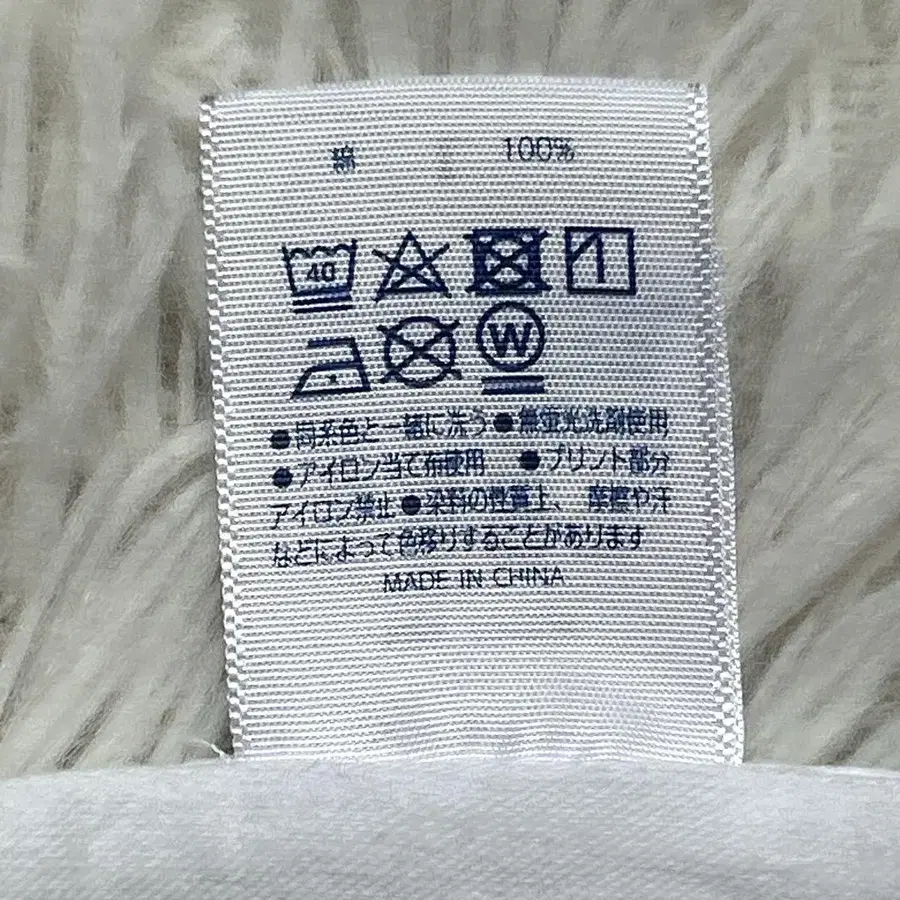 綿 100%
40
W
●同系色と一緒に洗う●無蛍光洗剤使用
●アイロン当て布使用 ●プリント部分
アイロン禁止●染料の性質上、摩擦や汗
などによって色移りすることがあります
MADE IN CHINA